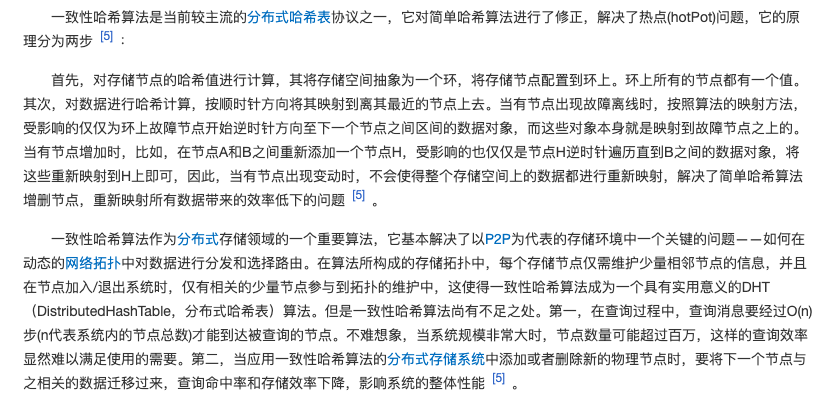 一致性哈希算法是当前较主流的分布式哈希表协议之一，它对简单哈希算法进行了修正，解决了热点(hotPot)问题，它的原
理分为两步 [5] ：
首先，对存储节点的哈希值进行计算，其将存储空间抽象为一个环，将存储节点配置到环上。环上所有的节点都有一个值。
其次，对数据进行哈希计算，按顺时针方向将其映射到离其最近的节点上去。当有节点出现故障离线时，按照算法的映射方法，
受影响的仅仅为环上故障节点开始逆时针方向至下一个节点之间区间的数据对象，而这些对象本身就是映射到故障节点之上的。
当有节点增加时，比如，在节点A和B之间重新添加一个节点H，受影响的也仅仅是节点H逆时针遍历直到B之间的数据对象，将
这些重新映射到H上即可，因此，当有节点出现变动时，不会使得整个存储空间上的数据都进行重新映射，解决了简单哈希算法
增删节点，重新映射所有数据带来的效率低下的问题 [5] 。
一致性哈希算法作为分布式存储领域的一个重要算法，它基本解决了以P2P为代表的存储环境中一个关键的问题——如何在
动态的网络拓扑中对数据进行分发和选择路由。在算法所构成的存储拓扑中，每个存储节点仅需维护少量相邻节点的信息，并且
在节点加入/退出系统时，仅有相关的少量节点参与到拓扑的维护中，这使得一致性哈希算法成为一个具有实用意义的DHT
（DistributedHashTable，分布式哈希表）算法。但是一致性哈希算法尚有不足之处。第一，在查询过程中，查询消息要经过O(n)
步(n代表系统内的节点总数)才能到达被查询的节点。不难想象，当系统规模非常大时，节点数量可能超过百万，这样的查询效率
显然难以满足使用的需要。第二，当应用一致性哈希算法的分布式存储系统中添加或者删除新的物理节点时，要将下一个节点与
之相关的数据迁移过来，查询命中率和存储效率下降，影响系统的整体性能 [5] 。